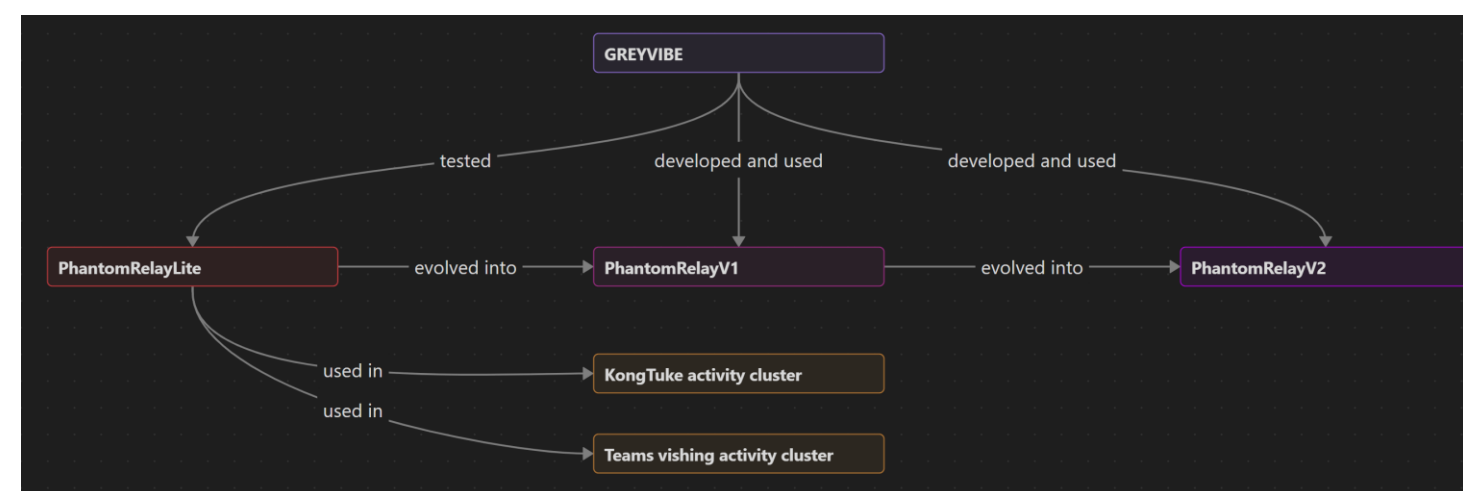 GREYVIBE
tested
developed and used
developed and used
PhantomRelayLite
evolved into
PhantomRelayV1
evolved into
PhantomRelayV2
used in
KongTuke activity cluster
used in
Teams vishing activity cluster